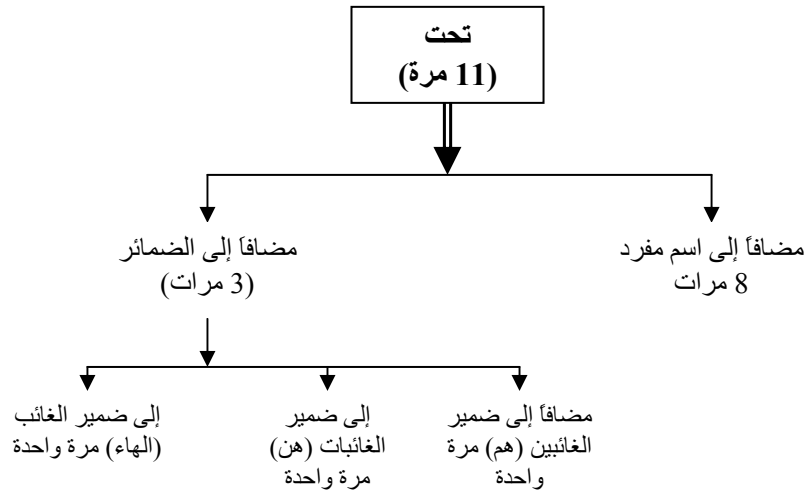 تحت
(11 مرة)
مضافاً إلى اسم مفرد
8 مرات
مضافاً إلى الضمائر
(3 مرات)
مضافاً إلى ضمير
الغائبين (هم) مرة
واحدة
إلى ضمير
الغائبات (هن)
مرة واحدة
إلى ضمير الغائب
(الهاء) مرة واحدة